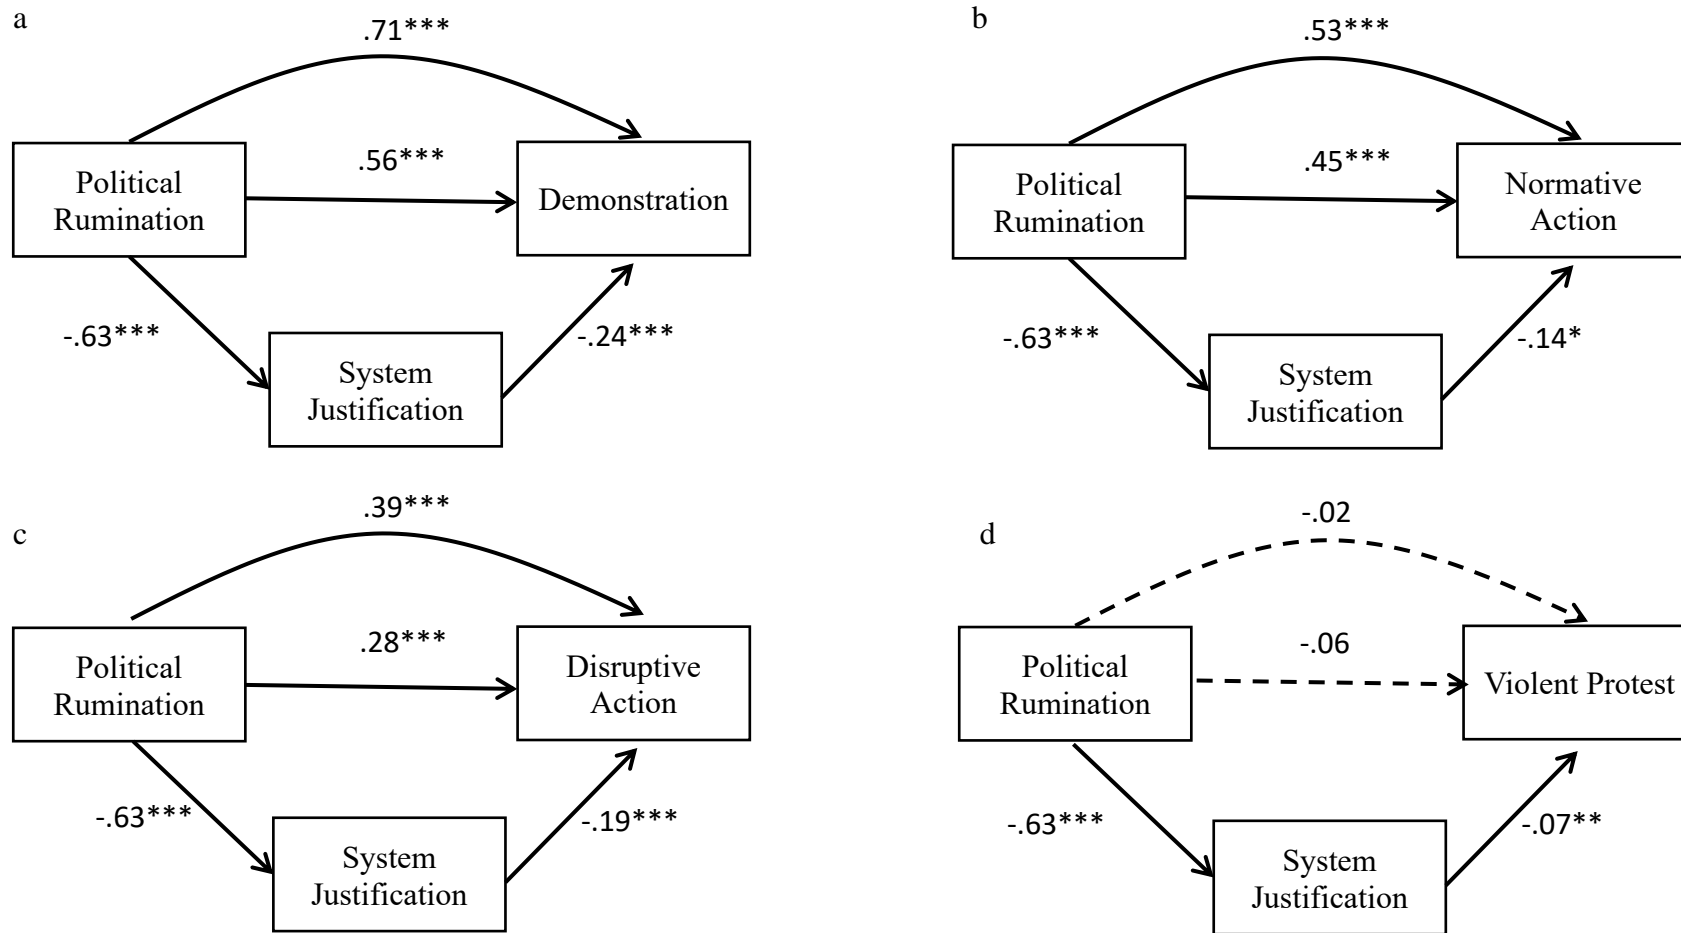 a
.71***
.56***
Political
Rumination
Demonstration
-.63***
-.24***
System
Justification
b
.53***
.45***
Political
Rumination
Normative
Action
-.63***
-.14*
System
Justification
c
.39***
.28***
Political
Rumination
Disruptive
Action
-.63***
-.19***
System
Justification
d
-.02
-.06
Political
Rumination
Violent Protest
-.63***
-.07**
System
Justification